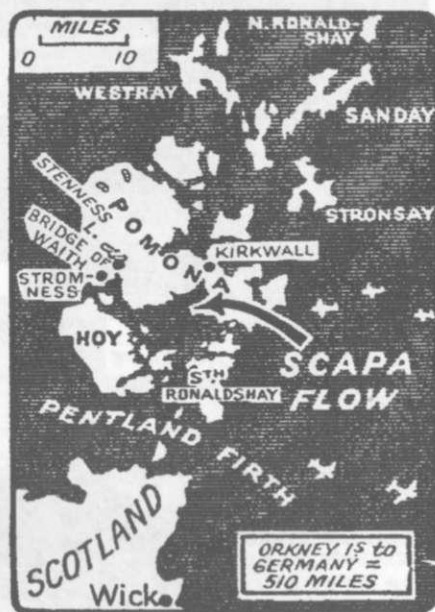 MILES
0 10
N. RONALD-
SHAY
WESTRAY
SANDAY
STENNESS L.
POMONA
STRONSAY
BRIDGE OF
WAITH
KIRKWALL
STROM-
NESS
HOY
SCAPA
FLOW
STH
RONALDSHAY
PENTLAND FIRTH
SCOTLAND
Wick
ORKNEY IS to
GERMANY =
510 MILES